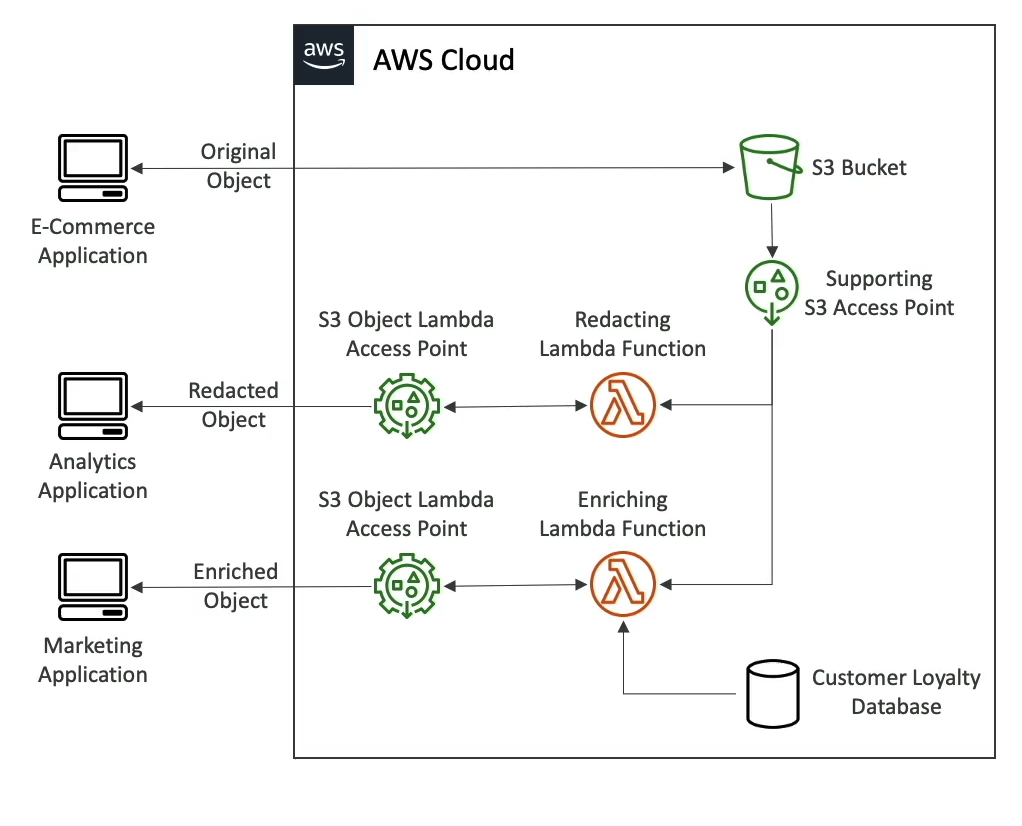 aws
AWS Cloud
Original
Object
S3 Bucket
E-Commerce
Application
Supporting
S3 Access Point
S3 Object Lambda
Access Point
Redacting
Lambda Function
Redacted
Object
Analytics
Application
S3 Object Lambda
Access Point
Enriching
Lambda Function
Enriched
Object
Marketing
Application
Customer Loyalty
Database